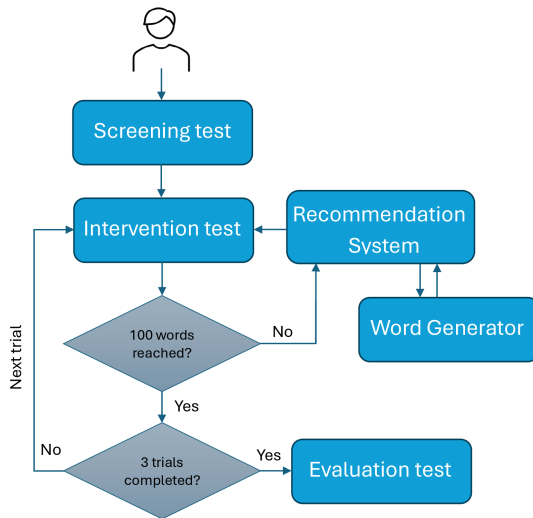 Screening test
Intervention test
Recommendation
System
Word Generator
100 words
reached?
No
Yes
Next trial
No
3 trials
completed?
Yes
Evaluation test